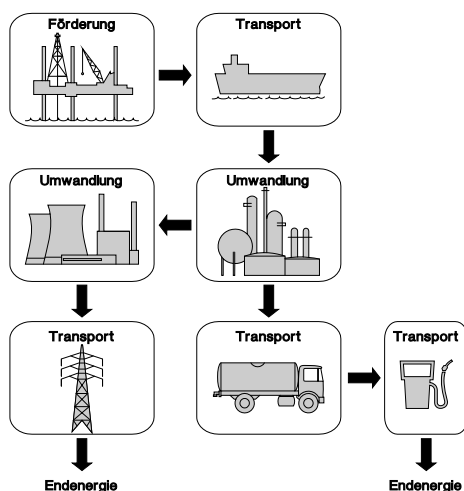 Förderung
Transport
Umwandlung
Umwandlung
Transport
Transport
Transport
Endenergie
Endenergie